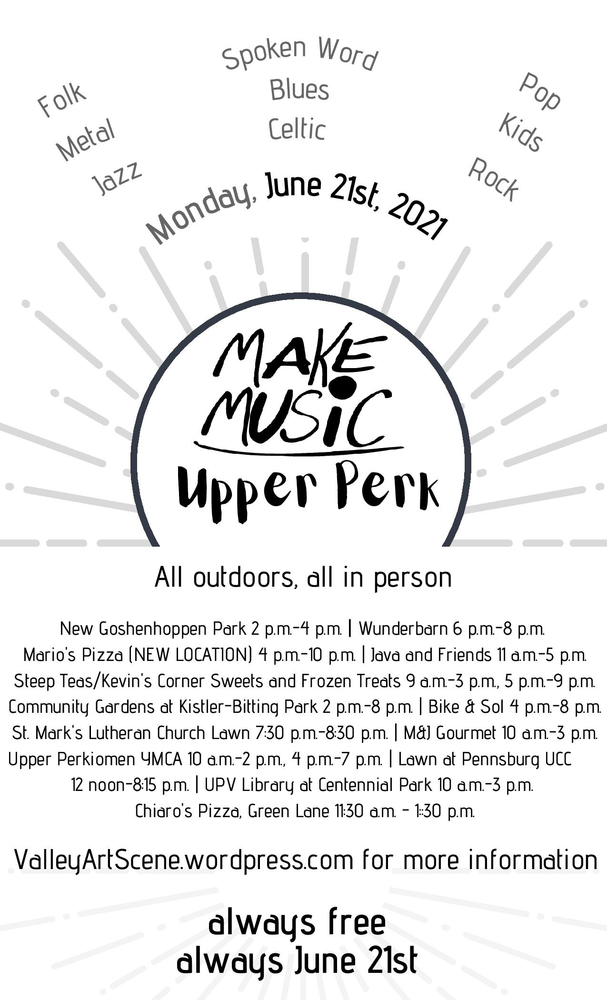 Spoken Word
Blues
Celtic
Folk
Metal
Jazz
Pop
Kids
Rock
Monday, June 21st, 2021
MAKE
MUSiC
Upper Perk
All outdoors, all in person
New Goshenhoppen Park 2 p.m.-4 p.m. | Wunderbarn 6 p.m.-8 p.m.
Mario's Pizza (NEW LOCATION) 4 p.m.-10 p.m. | Java and Friends 11 a.m.-5 p.m.
Steep Teas/Kevin's Corner Sweets and Frozen Treats 9 a.m.-3 p.m., 5 p.m.-9 p.m.
Community Gardens at Kistler-Bitting Park 2 p.m.-8 p.m. | Bike & Sol 4 p.m.-8 p.m.
St. Mark's Lutheran Church Lawn 7:30 p.m.-8:30 p.m. | M&J Gourmet 10 a.m.-3 p.m.
Upper Perkiomen YMCA 10 a.m.-2 p.m., 4 p.m.-7 p.m. | Lawn at Pennsburg UCC
12 noon-8:15 p.m. | UPV Library at Centennial Park 10 a.m.-3 p.m.
Chiaro's Pizza, Green Lane 11:30 a.m. - 1::30 p.m.
ValleyArtScene.wordpress.com for more information
always free
always June 21st